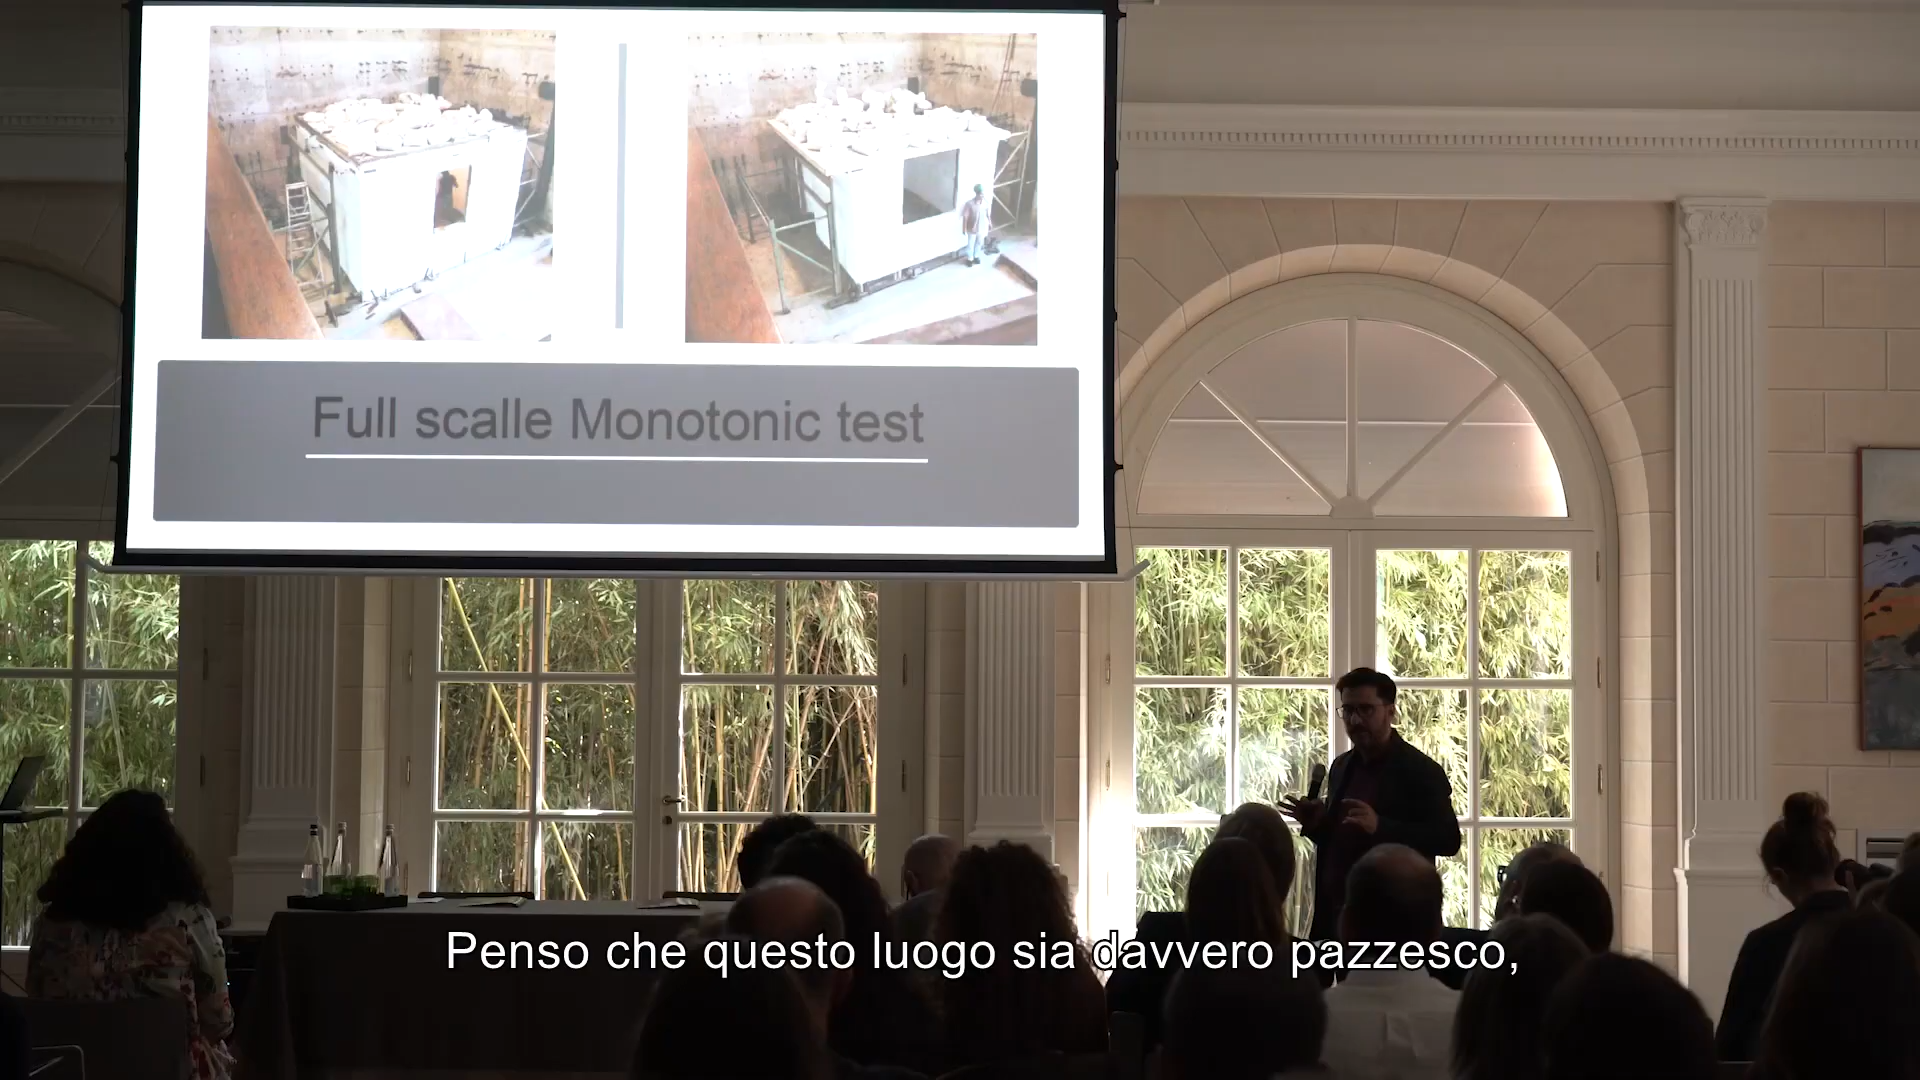 Full scalle Monotonic test
Penso che questo luogo sia davvero pazzesco,